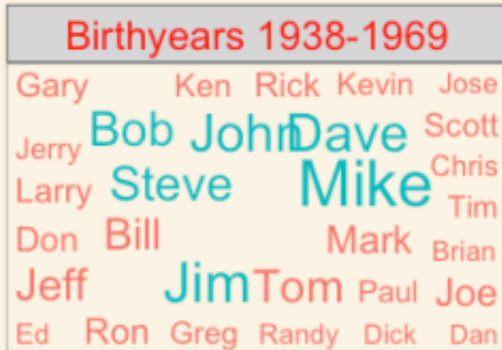 Birthyears 1938-1969
Gary Ken Rick Kevin Jose
Bob John Dave Scott
Jerry Chris
Larry Steve Mike Tim
Don Bill Mark Brian
Jeff Jim Tom Paul Joe
Ed Ron Greg Randy Dick Dan